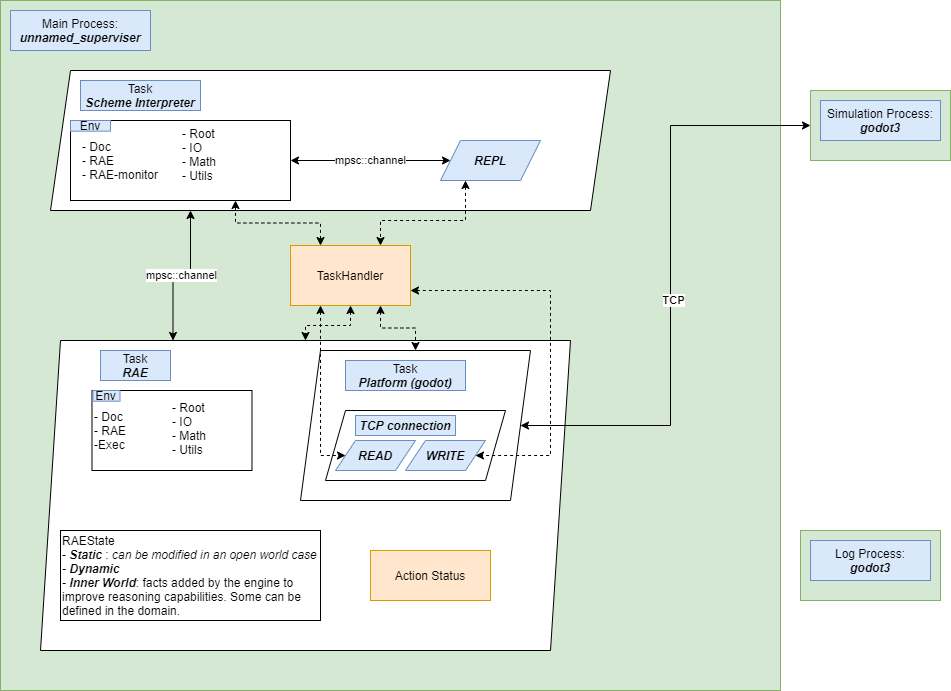 Main Process:
unnamed_superviser
Task
Scheme Interpreter
Env
- Doc
- RAE
- RAE-monitor
- Root
- IO
- Math
- Utils
mpsc::channel
REPL
Simulation Process:
godot3
mpsc::channel
TaskHandler
TCP
Task
RAE
Env
- Doc
- RAE
-Exec
- Root
- IO
- Math
- Utils
Task
Platform (godot)
TCP connection
READ
WRITE
RAEState
- Static : can be modified in an open world case
- Dynamic
- Inner World: facts added by the engine to
improve reasoning capabilities. Some can be
defined in the domain.
Action Status
Log Process:
godot3